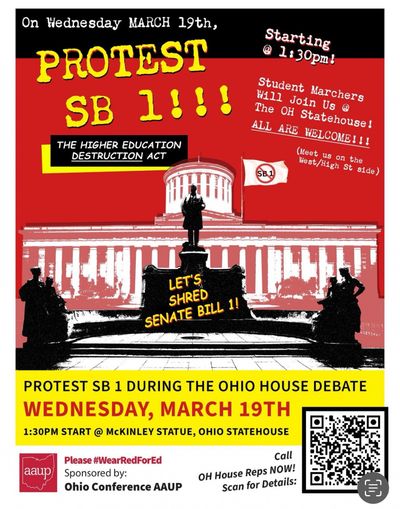 On Wednesday MARCH 19th,
Starting
@ 1:30pm!
PROTEST
SB 1!!!
Student Marchers
Will Join Us @
The OH Statehouse!
ALL ARE WELCOME!!!
(Meet us on the
West/High St side)
THE HIGHER EDUCATION
DESTRUCTION ACT
SB 1
LET'S
SHRED
SENATE BILL 1!
PROTEST SB 1 DURING THE OHIO HOUSE DEBATE
WEDNESDAY, MARCH 19TH
1:30PM START @ McKINLEY STATUE, OHIO STATEHOUSE
aaup
Please #WearRedForEd
Sponsored by:
Ohio Conference AAUP
Call
OH House Reps NOW!
Scan for Details: